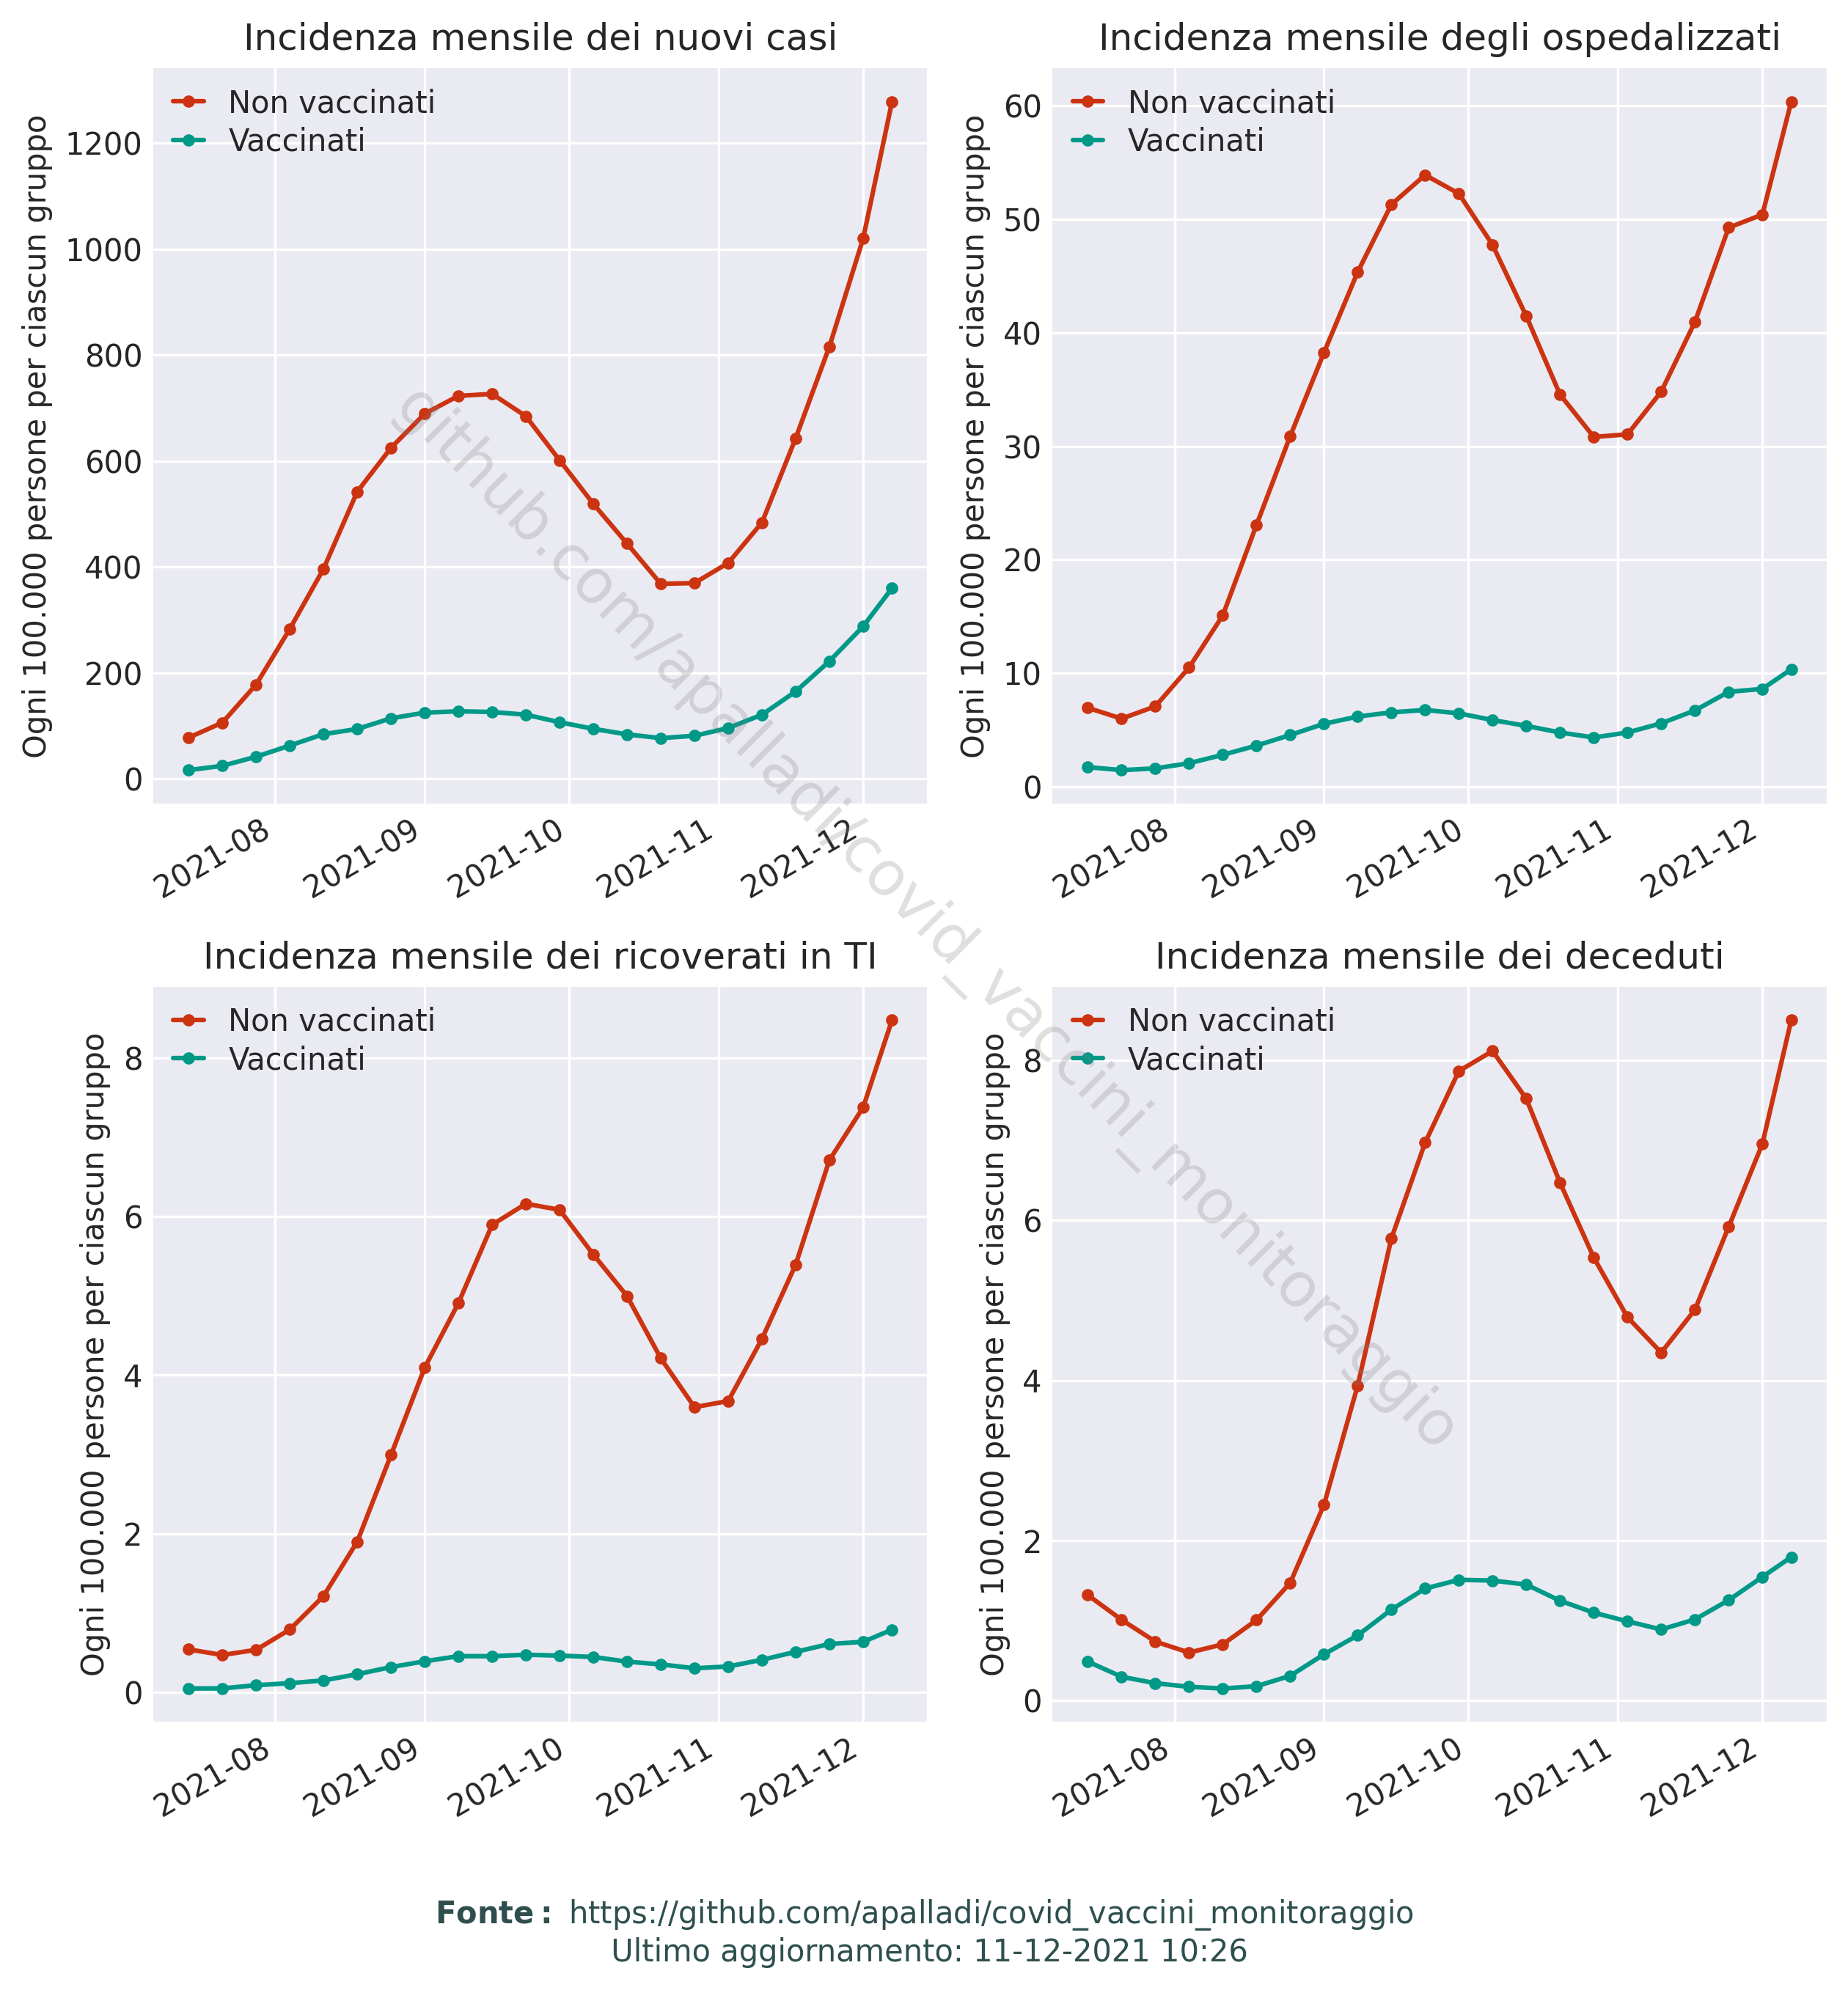 Incidenza mensile dei nuovi casi
Ogni 100.000 persone per ciascun gruppo
Non vaccinati
Vaccinati
1200
1000
800
600
400
200
0
2021-08
2021-09
2021-10
2021-11
2021-12
Incidenza mensile degli ospedalizzati
Ogni 100.000 persone per ciascun gruppo
Non vaccinati
Vaccinati
60
50
40
30
20
10
0
2021-08
2021-09
2021-10
2021-11
2021-12
github.com/apalladi/covid_vaccini_monitoraggio
Incidenza mensile dei ricoverati in TI
Ogni 100.000 persone per ciascun gruppo
Non vaccinati
Vaccinati
8
6
4
2
0
2021-08
2021-09
2021-10
2021-11
2021-12
Incidenza mensile dei deceduti
Ogni 100.000 persone per ciascun gruppo
Non vaccinati
Vaccinati
8
6
4
2
0
2021-08
2021-09
2021-10
2021-11
2021-12
Fonte: https://github.com/apalladi/covid_vaccini_monitoraggio
Ultimo aggiornamento: 11-12-2021 10:26